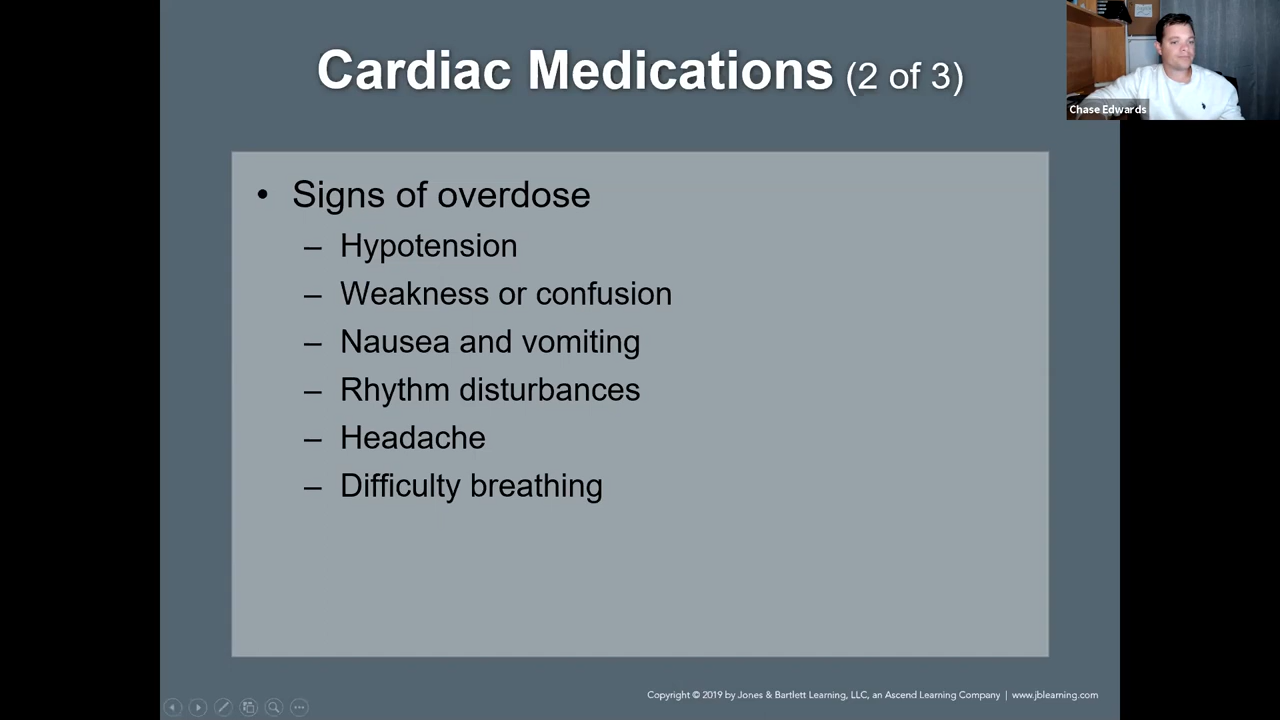 Cardiac Medications (2 of 3)
Chase Edwards
• Signs of overdose
– Hypotension
– Weakness or confusion
– Nausea and vomiting
– Rhythm disturbances
– Headache
– Difficulty breathing
Copyright © 2019 by Jones & Bartlett Learning, LLC, an Ascend Learning Company | www.jblearning.com